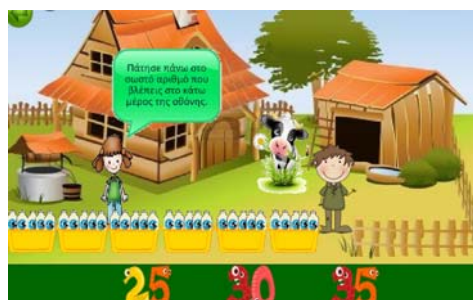 Πάτησε πάνω στο
σωστό αριθμό που
βλέπεις στο κάτω
μέρος της οθόνης.
25 30 35